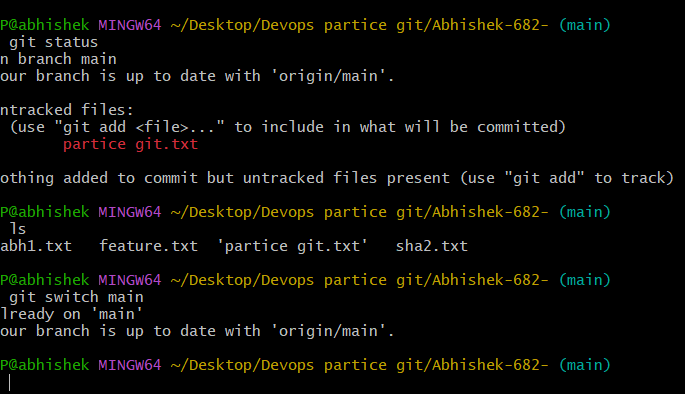 P@abhishek MINGW64 ~/Desktop/Devops partice git/Abhishek-682- (main)
git status
n branch main
our branch is up to date with 'origin/main'.
ntracked files:
(use "git add <file>..." to include in what will be committed)
partice git.txt
othing added to commit but untracked files present (use "git add" to track)
P@abhishek MINGW64 ~/Desktop/Devops partice git/Abhishek-682- (main)
ls
abh1.txt   feature.txt  'partice git.txt'   sha2.txt
P@abhishek MINGW64 ~/Desktop/Devops partice git/Abhishek-682- (main)
git switch main
lready on 'main'
our branch is up to date with 'origin/main'.
P@abhishek MINGW64 ~/Desktop/Devops partice git/Abhishek-682- (main)